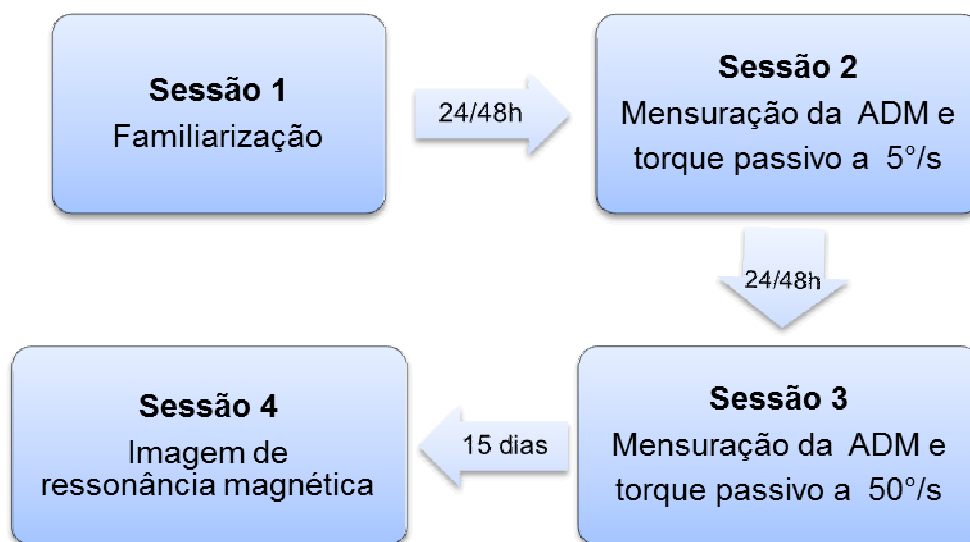 Sessão 1
Familiarização
24/48h
Sessão 2
Mensuração da ADM e
torque passivo a 5°/s
24/48h
Sessão 3
Mensuração da ADM e
torque passivo a 50°/s
15 dias
Sessão 4
Imagem de
ressonância magnética